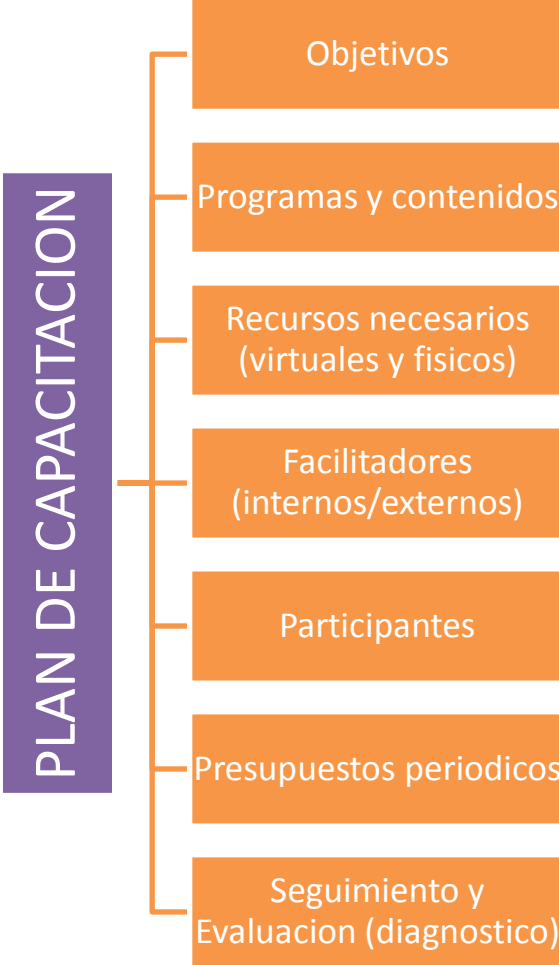 PLAN DE CAPACITACION
Objetivos
Programas y contenidos
Recursos necesarios
(virtuales y fisicos)
Facilitadores
(internos/externos)
Participantes
Presupuestos periodicos
Seguimiento y
Evaluacion (diagnostico)